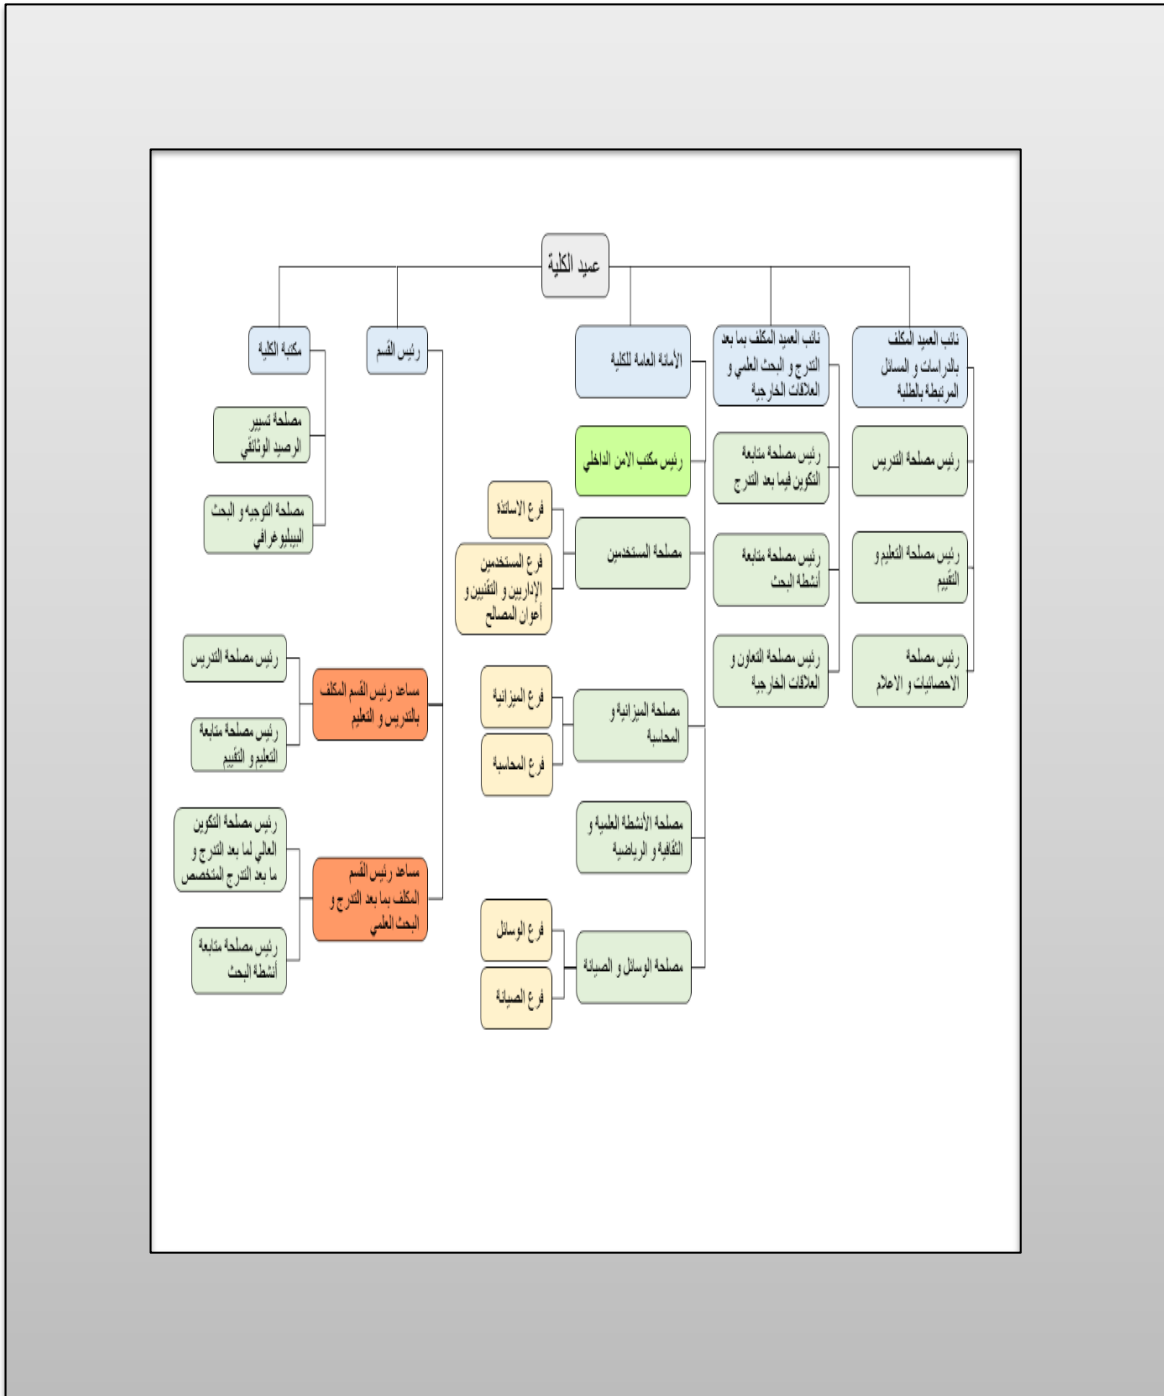 عميد الكلية
نائب العميد المكلف
بالدراسات و المسائل
المرتبطة بالطلبة
رئيس مصلحة التدريس
رئيس مصلحة التعليم و
التقييم
رئيس مصلحة
الاحصائيات و الاعلام
نائب العميد المكلف بما بعد
التدرج و البحث العلمي و
العلاقات الخارجية
رئيس مصلحة متابعة
التكوين فيما بعد التدرج
رئيس مصلحة متابعة
أنشطة البحث
رئيس مصلحة التعاون و
العلاقات الخارجية
الأمانة العامة للكلية
رئيس مكتب الامن الداخلي
مصلحة المستخدمين
فرع الاساتذة
فرع المستخدمين
الإداريين و التقنيين و
أعوان المصالح
مصلحة الميزانية و
المحاسبة
فرع الميزانية
فرع المحاسبة
مصلحة الأنشطة العلمية و
الثقافية و الرياضية
مصلحة الوسائل و الصيانة
فرع الوسائل
فرع الصيانة
رئيس القسم
مساعد رئيس القسم المكلف
بالتدريس و التعليم
رئيس مصلحة التدريس
رئيس مصلحة متابعة
التعليم و التقييم
مساعد رئيس القسم
المكلف بما بعد التدرج و
البحث العلمي
رئيس مصلحة التكوين
العالي لما بعد التدرج و
ما بعد التدرج المتخصص
رئيس مصلحة متابعة
أنشطة البحث
مكتبة الكلية
مصلحة تسيير
الرصيد الوثائقي
مصلحة التوجيه و البحث
البيبليوغرافي